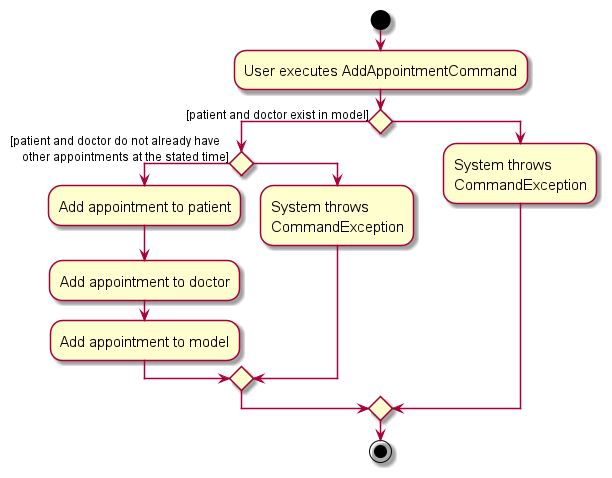 User executes AddAppointmentCommand
[patient and doctor exist in model]
[patient and doctor do not already have
other appointments at the stated time]
System throws
CommandException
Add appointment to patient
System throws
CommandException
Add appointment to doctor
Add appointment to model